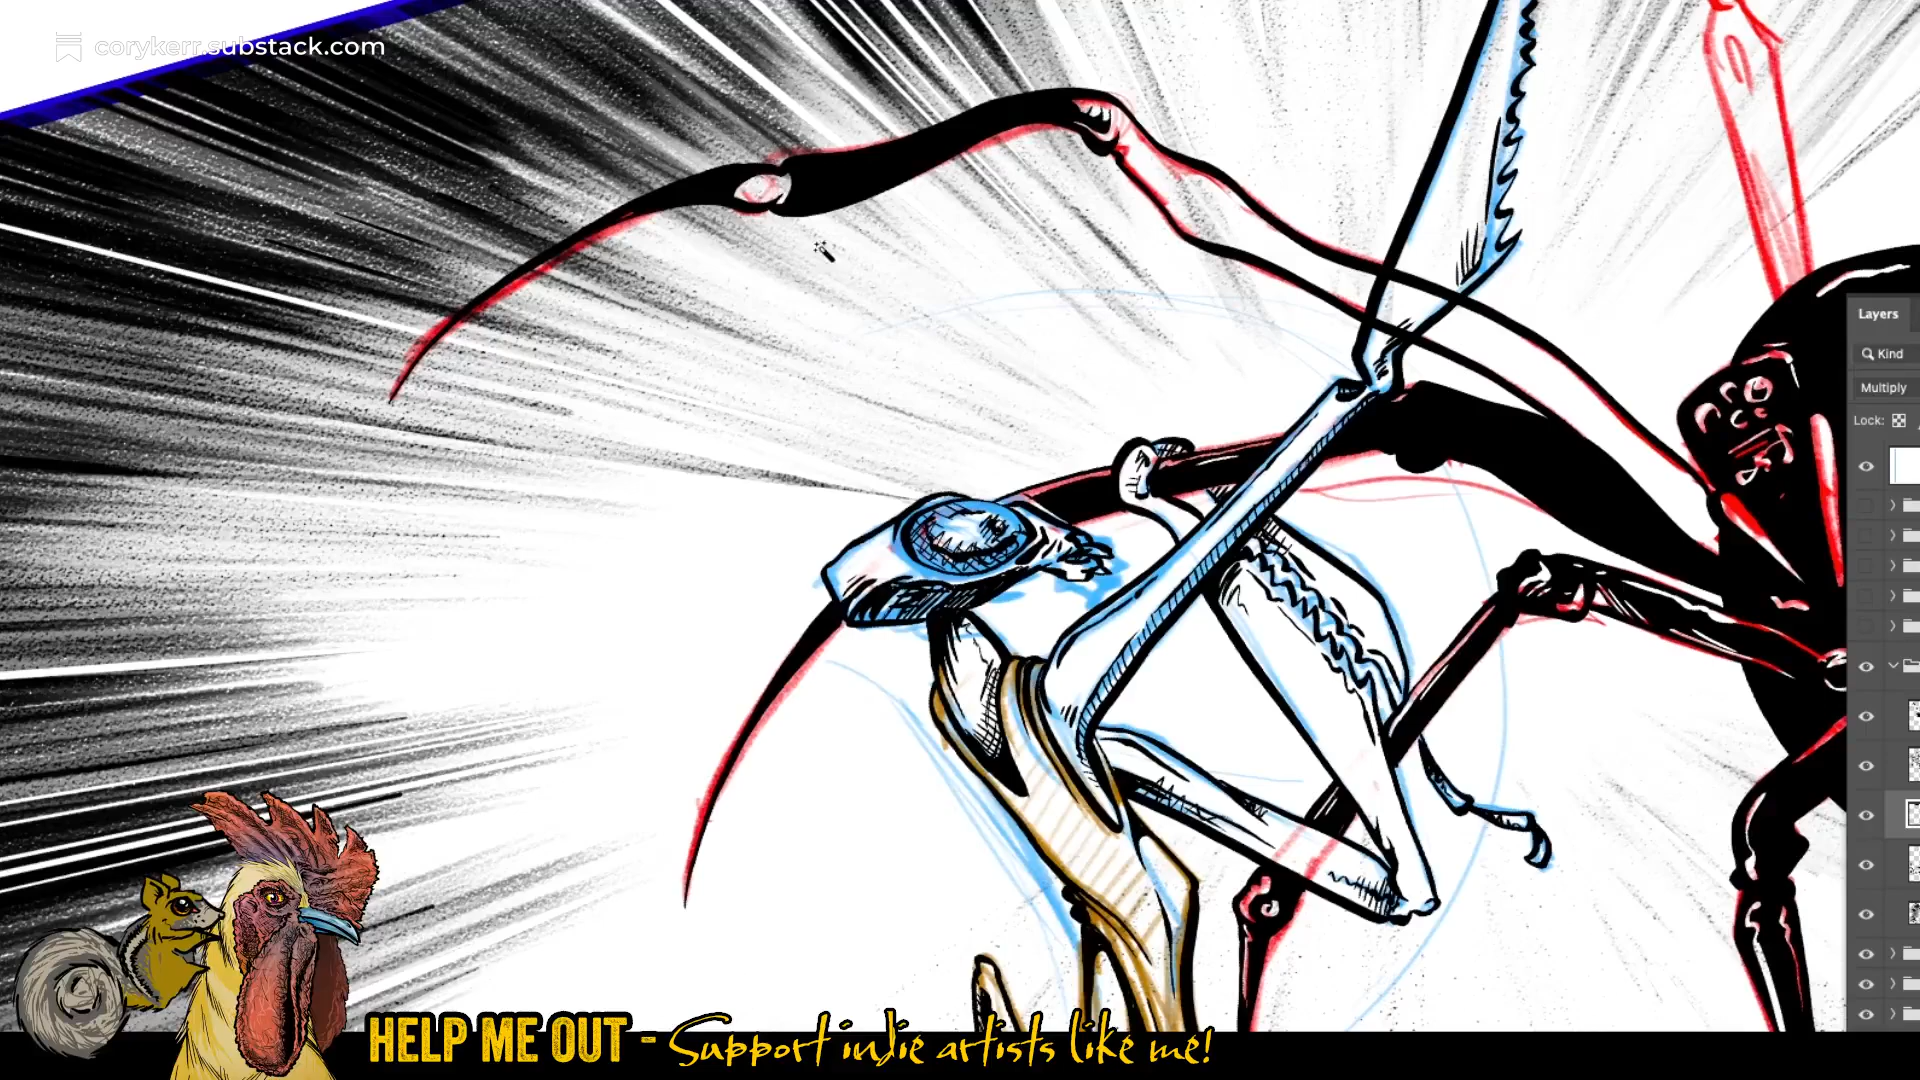 corykerr.substack.com
Layers
Kind
Multiply
Lock:
HELP ME OUT - Support indie artists like me!